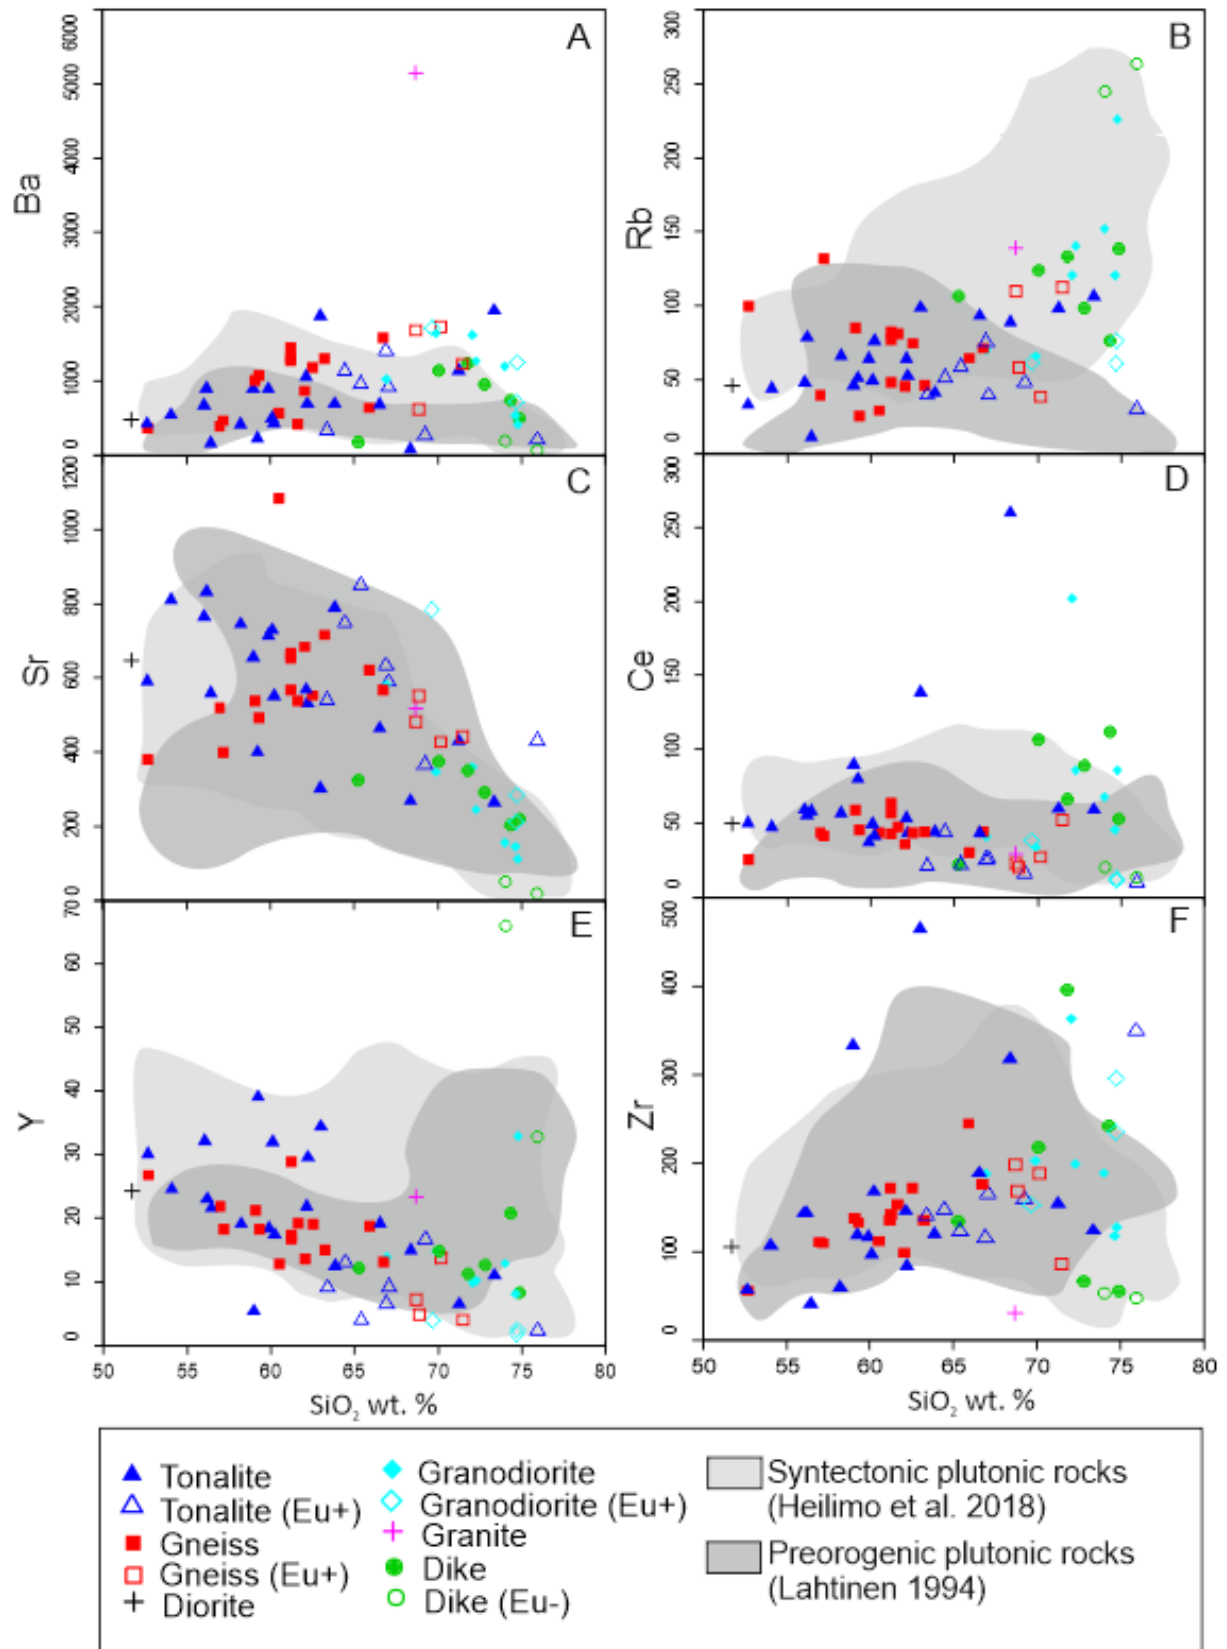 A
Ba
6000
5000
4000
3000
2000
1000
0
B
Rb
300
250
200
150
100
50
0
C
Sr
1200
1000
800
600
400
200
0
D
Ce
300
250
200
150
100
50
0
E
Y
70
60
50
40
30
20
10
0
50 55 60 65 70 75 80
SiO2 wt. %
F
Zr
500
400
300
200
100
0
50 55 60 65 70 75 80
SiO2 wt. %
Tonalite
Tonalite (Eu+)
Gneiss
Gneiss (Eu+)
Diorite
Granodiorite
Granodiorite (Eu+)
Granite
Dike
Dike (Eu-)
Syntectonic plutonic rocks
(Heilimo et al. 2018)
Preorogenic plutonic rocks
(Lahtinen 1994)